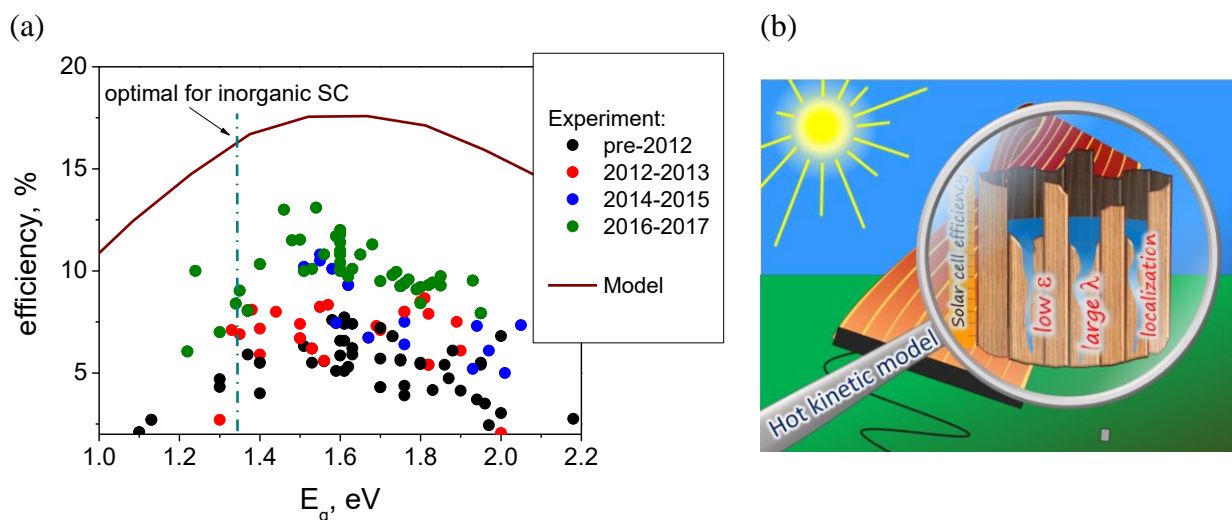 (a)
(b)
20
15
10
5
efficiency, %
optimal for inorganic SC
Experiment:
pre-2012
2012-2013
2014-2015
2016-2017
Model
1.0 1.2 1.4 1.6 1.8 2.0 2.2
E_g, eV
Solar cell efficiency
low ε
large λ
localization
Hot kinetic model